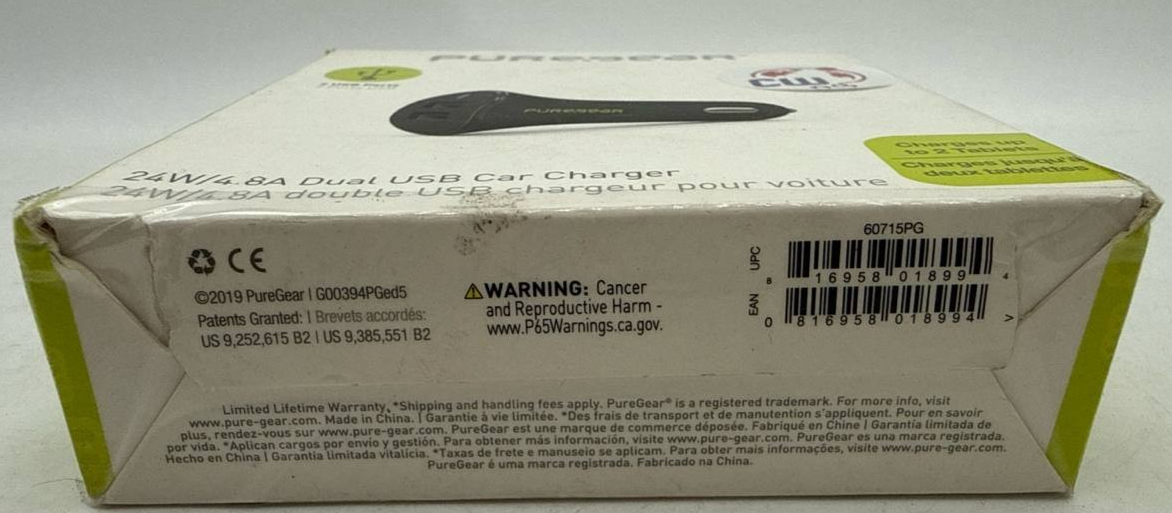 PUREGEAR
2 USB Ports
PUREGEAR
CW
Charges up
to 2 Tablets
Charges jusqu'à
deux tablettes
24W/4.8A Dual USB Car Charger
24W/4.8A double USB chargeur pour voiture
CE
©2019 PureGear | G00394PGed5
Patents Granted: | Brevets accordés:
US 9,252,615 B2 | US 9,385,551 B2
WARNING: Cancer
and Reproductive Harm -
www.P65Warnings.ca.gov.
60715PG
UPC
8 16958 01899 4
EAN
0 816958 018994 >
Limited Lifetime Warranty. *Shipping and handling fees apply. PureGear® is a registered trademark. For more info, visit
www.pure-gear.com. Made in China. | Garantie à vie limitée. *Des frais de transport et de manutention s'appliquent. Pour en savoir
plus, rendez-vous sur www.pure-gear.com. PureGear est une marque de commerce déposée. Fabriqué en Chine | Garantía limitada de
por vida. *Aplican cargos por envío y gestión. Para obtener más información, visite www.pure-gear.com. PureGear es una marca registrada.
Hecho en China | Garantia limitada vitalícia. *Taxas de frete e manuseio se aplicam. Para obter mais informações, visite www.pure-gear.com.
PureGear é uma marca registrada. Fabricado na China.